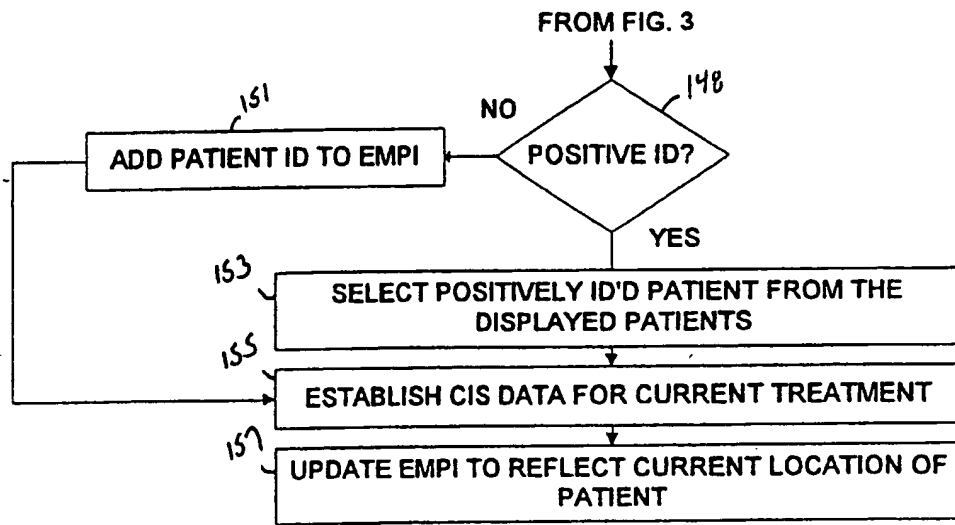 FROM FIG. 3
148
NO
POSITIVE ID?
151
ADD PATIENT ID TO EMPI
YES
153
SELECT POSITIVELY ID'D PATIENT FROM THE
DISPLAYED PATIENTS
155
ESTABLISH CIS DATA FOR CURRENT TREATMENT
157
UPDATE EMPI TO REFLECT CURRENT LOCATION OF
PATIENT